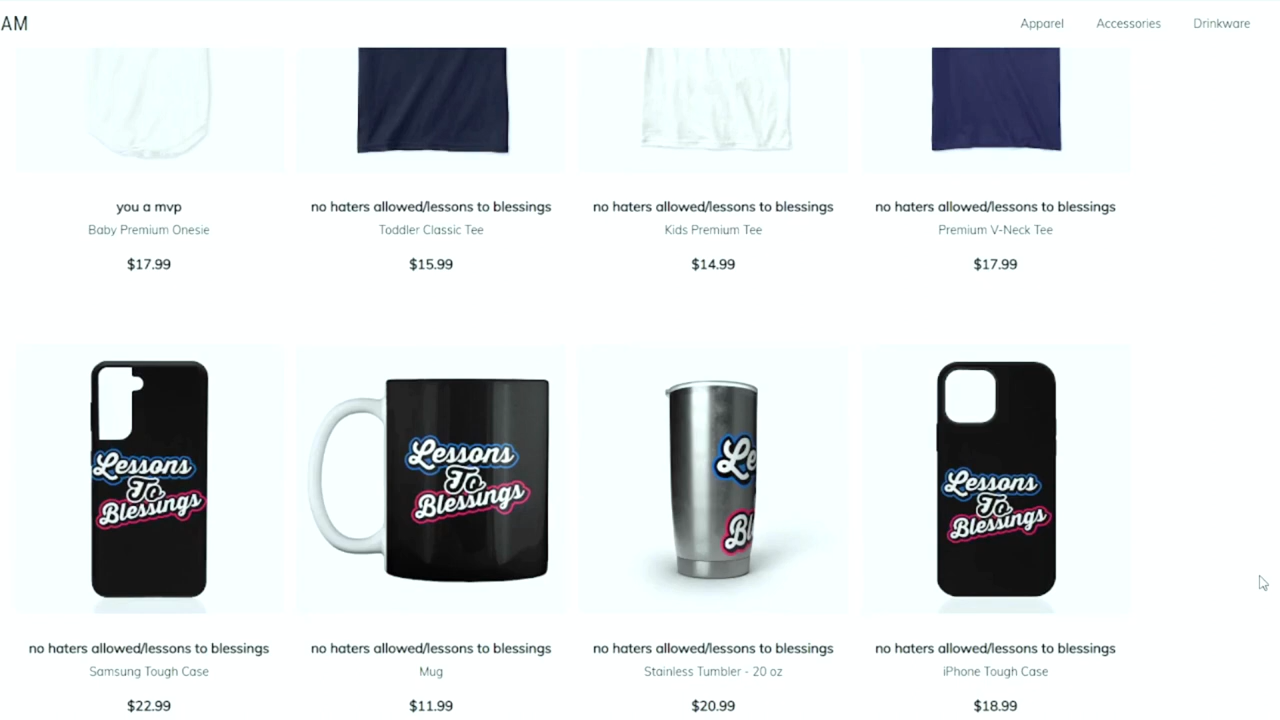 AM
Apparel Accessories Drinkware
you a mvp
Baby Premium Onesie
$17.99
no haters allowed/lessons to blessings
Toddler Classic Tee
$15.99
no haters allowed/lessons to blessings
Kids Premium Tee
$14.99
no haters allowed/lessons to blessings
Premium V-Neck Tee
$17.99
Lessons
To
Blessings
no haters allowed/lessons to blessings
Samsung Tough Case
$22.99
Lessons
To
Blessings
no haters allowed/lessons to blessings
Mug
$11.99
Le
Bl
no haters allowed/lessons to blessings
Stainless Tumbler - 20 oz
$20.99
Lessons
To
Blessings
no haters allowed/lessons to blessings
iPhone Tough Case
$18.99